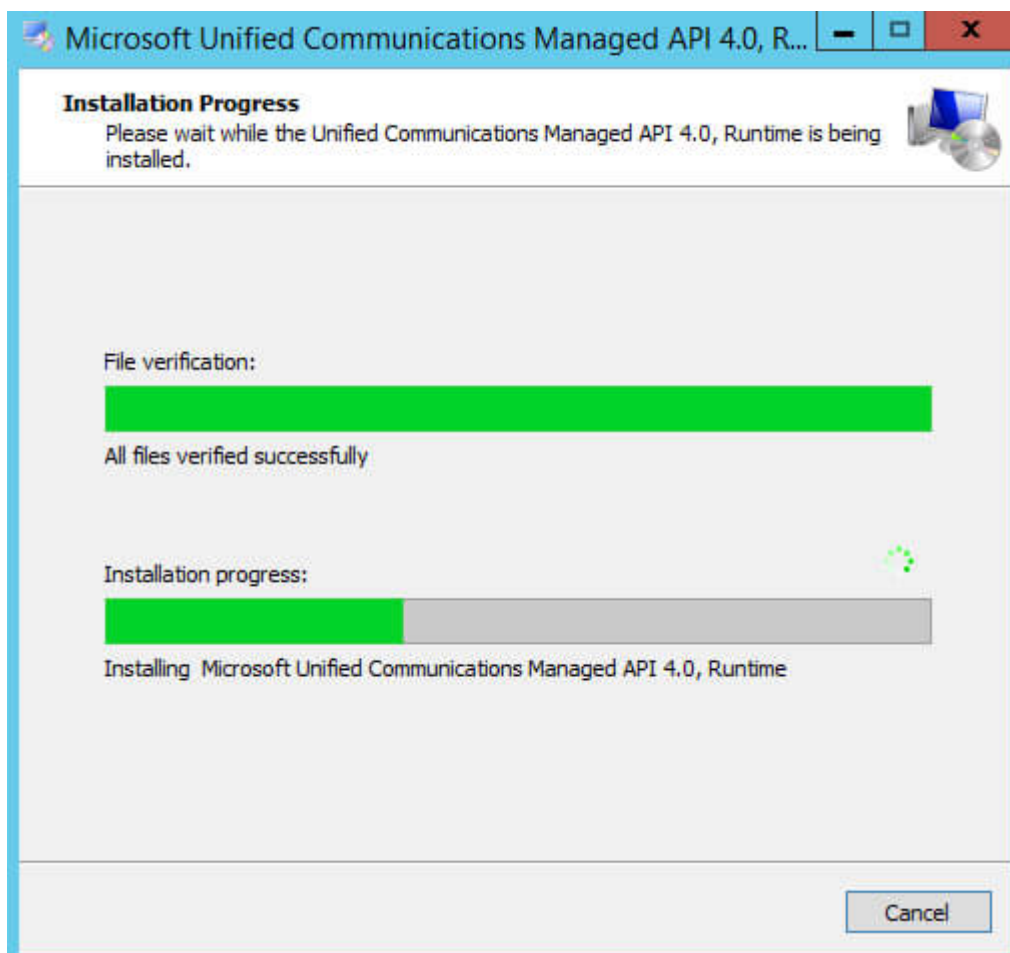 Microsoft Unified Communications Managed API 4.0, R...
Installation Progress
Please wait while the Unified Communications Managed API 4.0, Runtime is being
installed.
File verification:
All files verified successfully
Installation progress:
Installing Microsoft Unified Communications Managed API 4.0, Runtime
Cancel